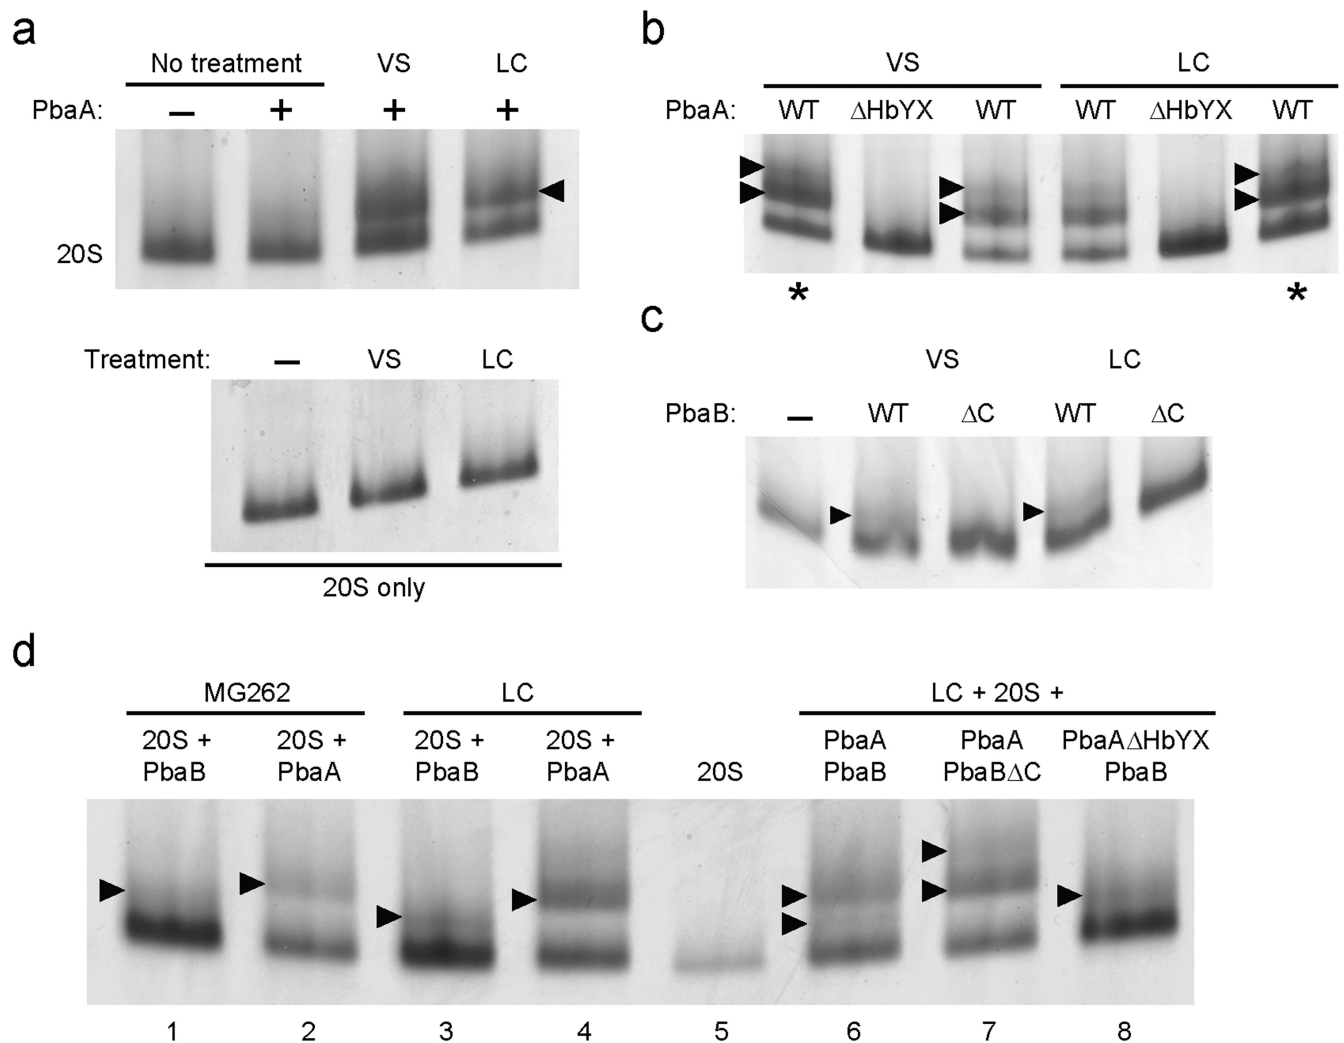 a
No treatment VS LC
PbaA: – + + +
20S
Treatment: – VS LC
20S only
b
VS LC
PbaA: WT ΔHbYX WT WT ΔHbYX WT
* *
c
VS LC
PbaB: – WT ΔC WT ΔC
d
MG262 LC LC + 20S +
20S + 20S + 20S + 20S + PbaA PbaA PbaAΔHbYX
PbaB PbaA PbaB PbaA 20S PbaB PbaBΔC PbaB
1 2 3 4 5 6 7 8